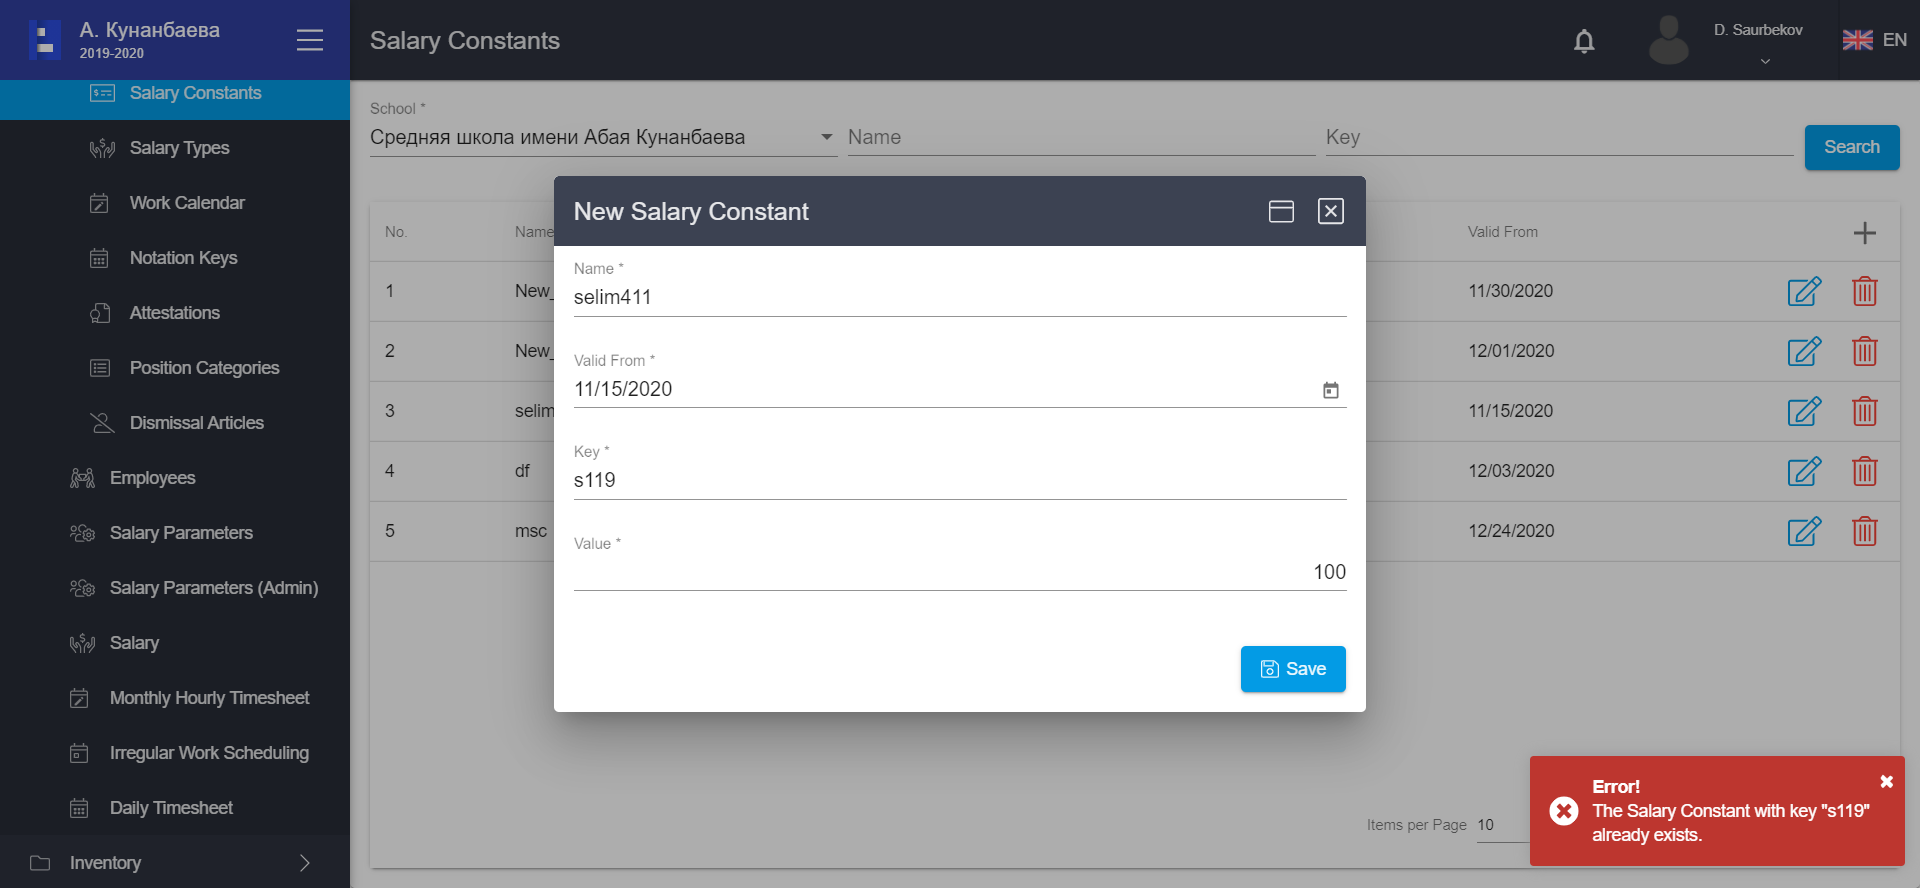 А. Кунанбаева
2019-2020
Salary Constants
D. Saurbekov
EN
Salary Constants
Salary Types
Work Calendar
Notation Keys
Attestations
Position Categories
Dismissal Articles
Employees
Salary Parameters
Salary Parameters (Admin)
Salary
Monthly Hourly Timesheet
Irregular Work Scheduling
Daily Timesheet
Inventory
School *
Средняя школа имени Абая Кунанбаева
Name
Key
Search
No.
Name
Valid From
1
New_
11/30/2020
2
New_
12/01/2020
3
selim
11/15/2020
4
df
12/03/2020
5
msc
12/24/2020
Items per Page
10
New Salary Constant
Name *
selim411
Valid From *
11/15/2020
Key *
s119
Value *
100
Save
Error!
The Salary Constant with key "s119"
already exists.